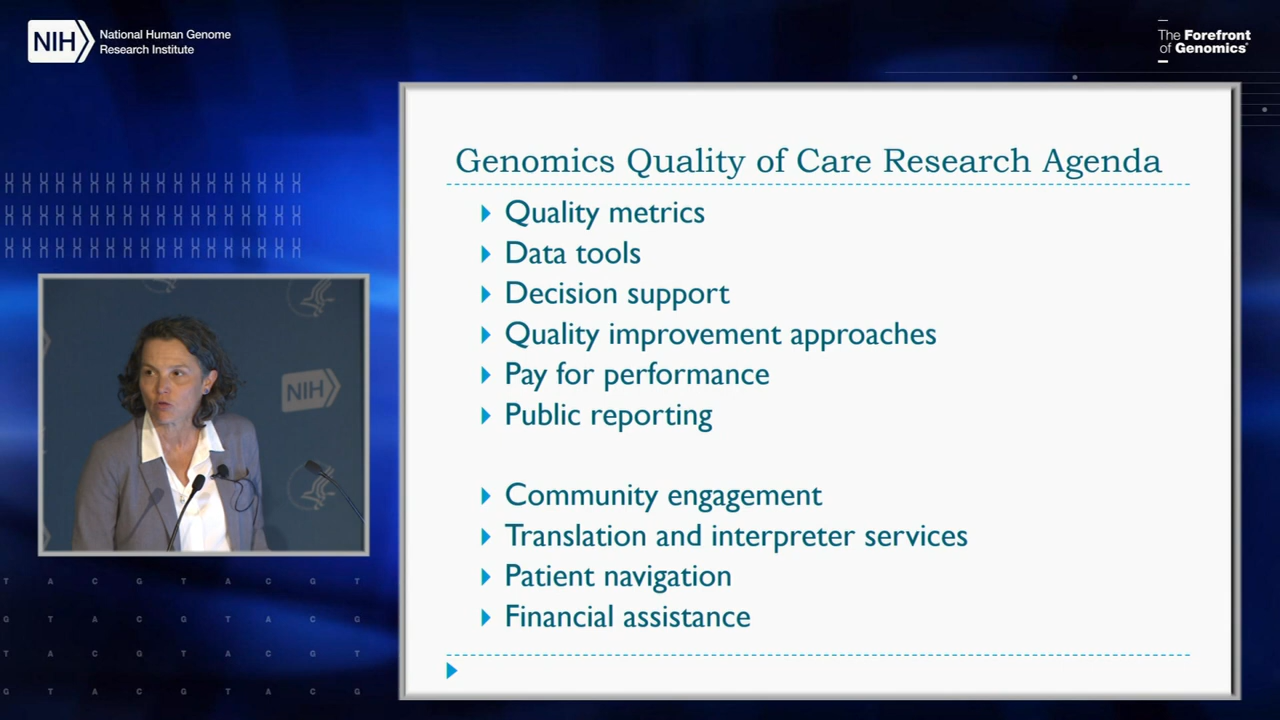 NIH
National Human Genome
Research Institute
The Forefront
of Genomics®
Genomics Quality of Care Research Agenda
Quality metrics
Data tools
Decision support
Quality improvement approaches
Pay for performance
Public reporting
Community engagement
Translation and interpreter services
Patient navigation
Financial assistance
NIH
T A C G T A C G T
G T A C G T A C G
T A C G T A C G T
G T A C G T A C G